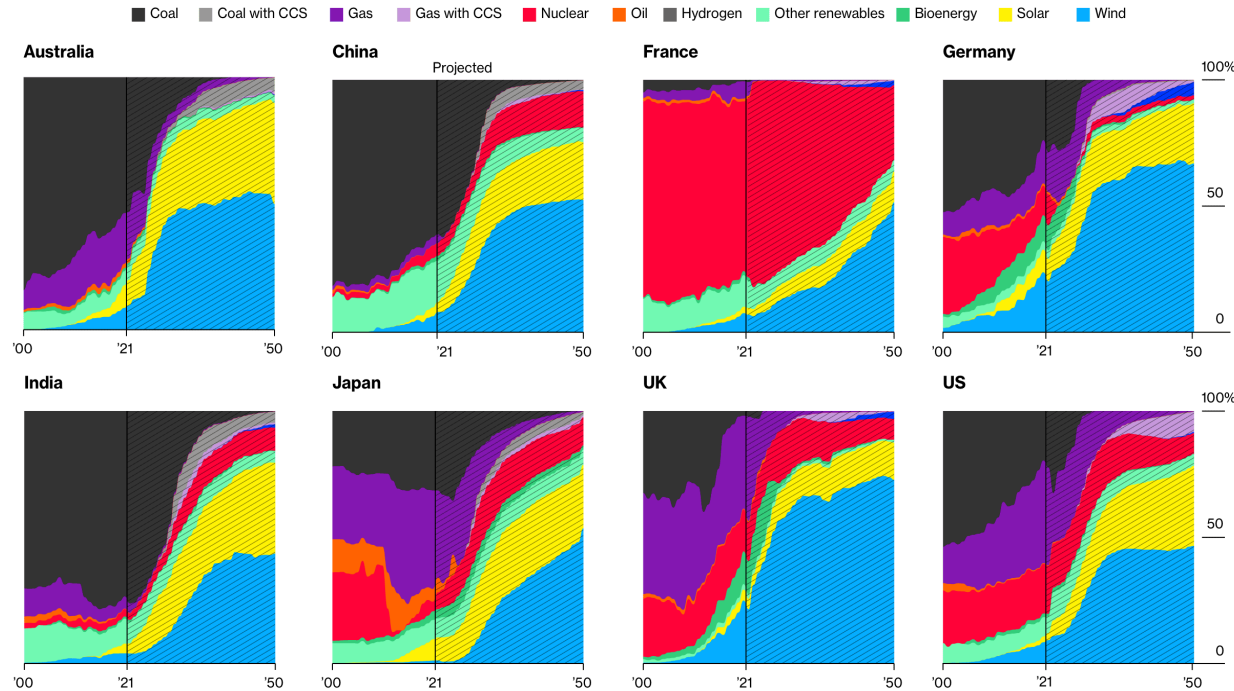 Coal Coal with CCS Gas Gas with CCS Nuclear Oil Hydrogen Other renewables Bioenergy Solar Wind
Australia China France Germany
Projected
100%
50
0
’00 ’21 ’50 ’00 ’21 ’50 ’00 ’21 ’50 ’00 ’21 ’50
India Japan UK US
100%
50
0
’00 ’21 ’50 ’00 ’21 ’50 ’00 ’21 ’50 ’00 ’21 ’50